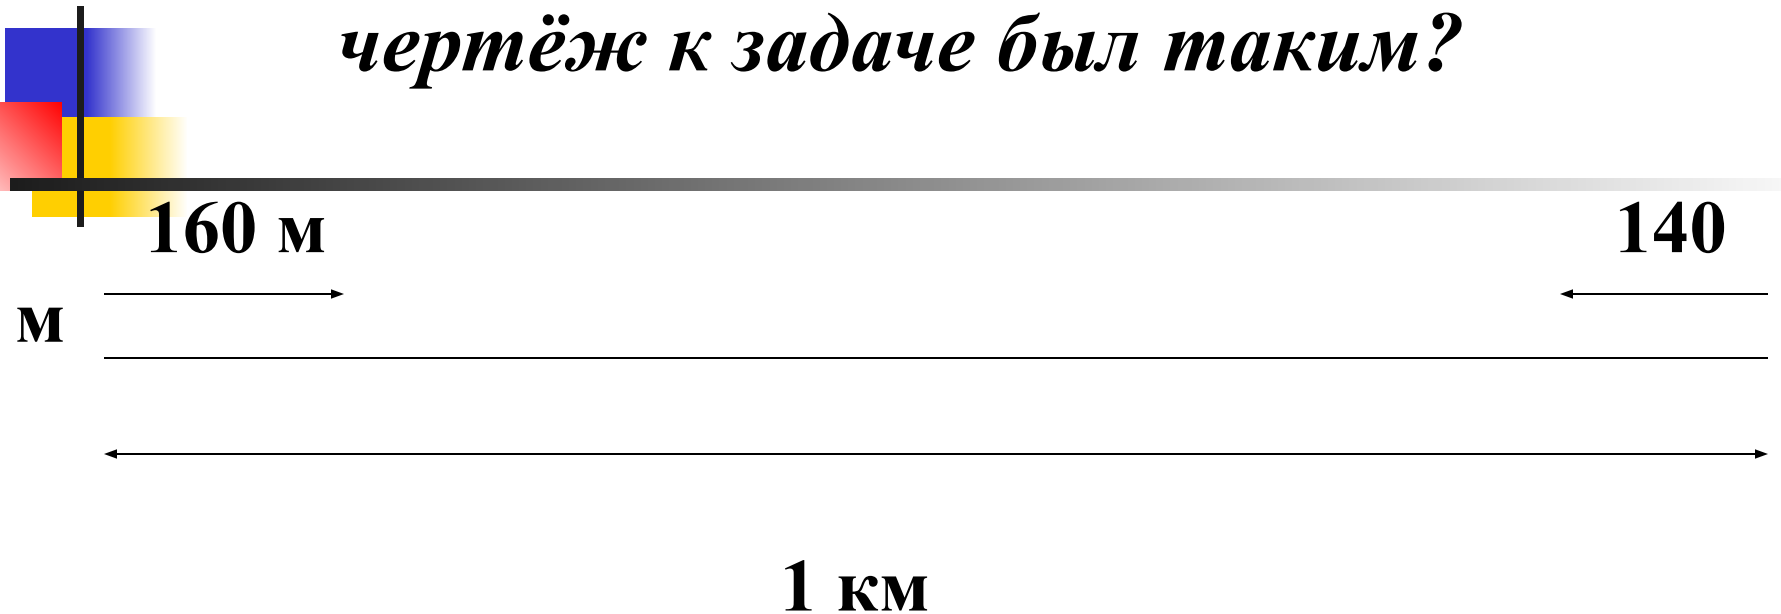 чертёж к задаче был таким?
160 м 140
м
1 км